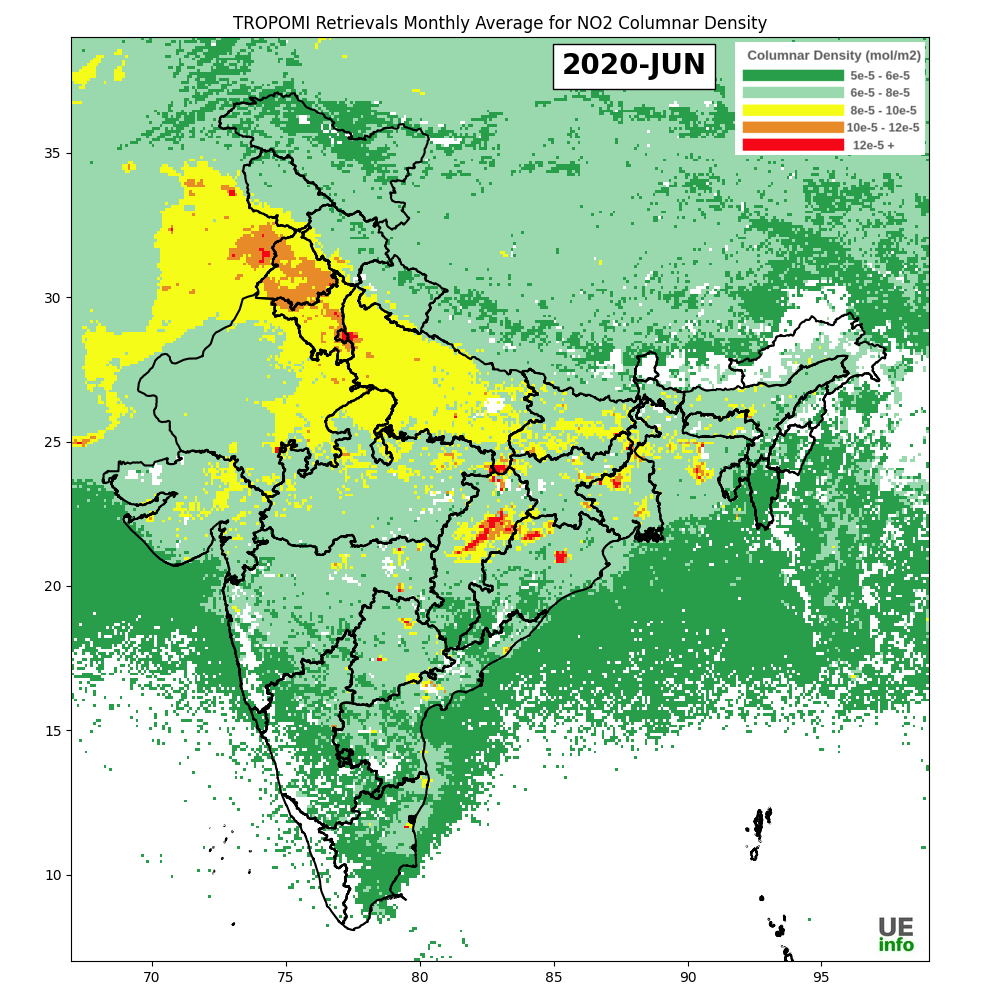 TROPOMI Retrievals Monthly Average for NO2 Columnar Density
2020-JUN
Columnar Density (mol/m2)
5e-5 - 6e-5
6e-5 - 8e-5
8e-5 - 10e-5
10e-5 - 12e-5
12e-5 +
35
30
25
20
15
10
70
75
80
85
90
95
UE
info